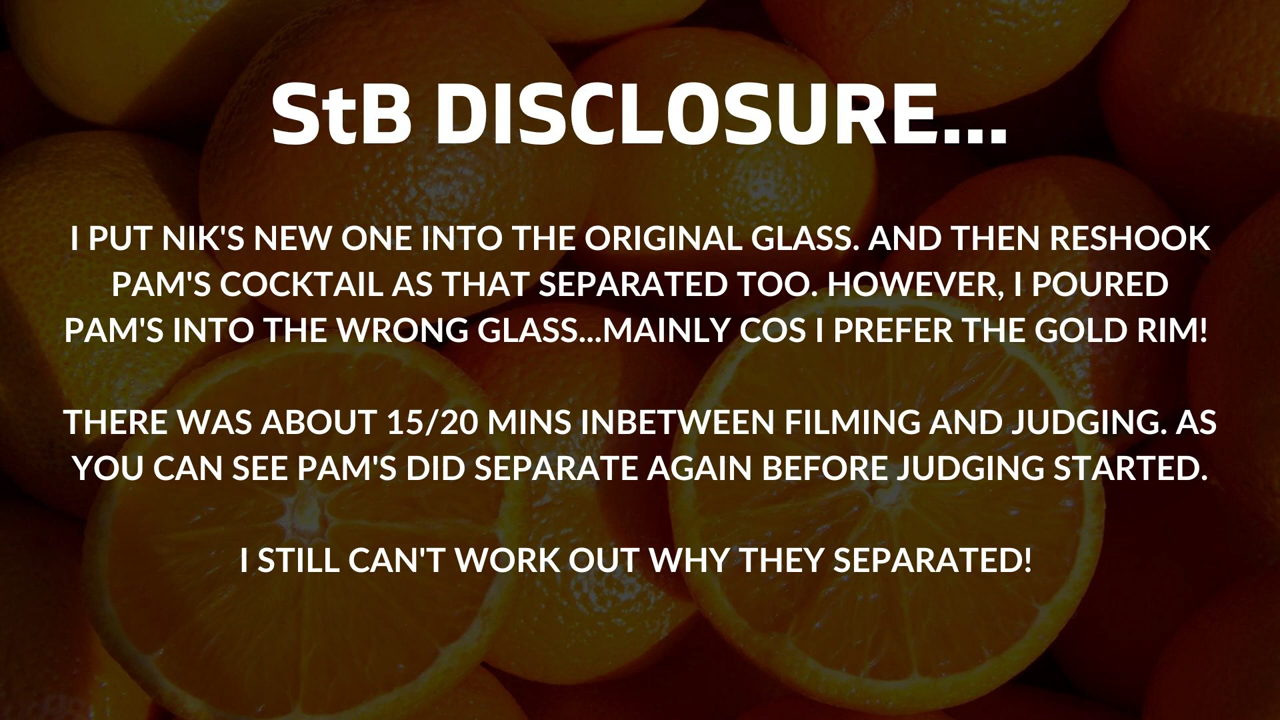 StB DISCLOSURE...
I PUT NIK'S NEW ONE INTO THE ORIGINAL GLASS. AND THEN RESHOOK
PAM'S COCKTAIL AS THAT SEPARATED TOO. HOWEVER, I POURED
PAM'S INTO THE WRONG GLASS...MAINLY COS I PREFER THE GOLD RIM!
THERE WAS ABOUT 15/20 MINS INBETWEEN FILMING AND JUDGING. AS
YOU CAN SEE PAM'S DID SEPARATE AGAIN BEFORE JUDGING STARTED.
I STILL CAN'T WORK OUT WHY THEY SEPARATED!